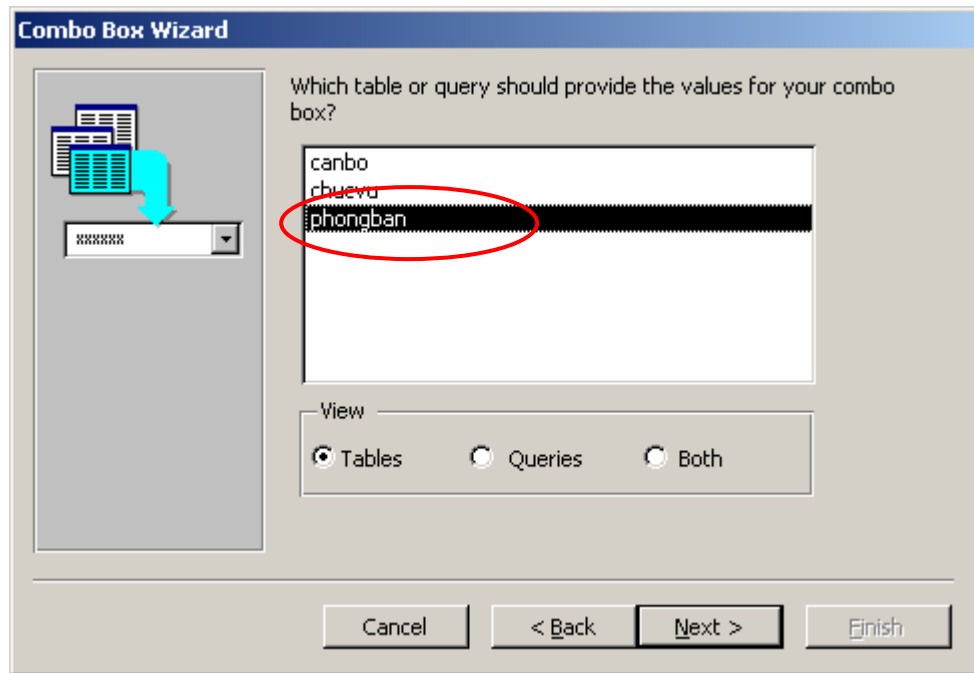 Combo Box Wizard
Which table or query should provide the values for your combo
box?
canbo
chucvu
phongban
xxxxxx
View
Tables
Queries
Both
Cancel
< Back
Next >
Finish